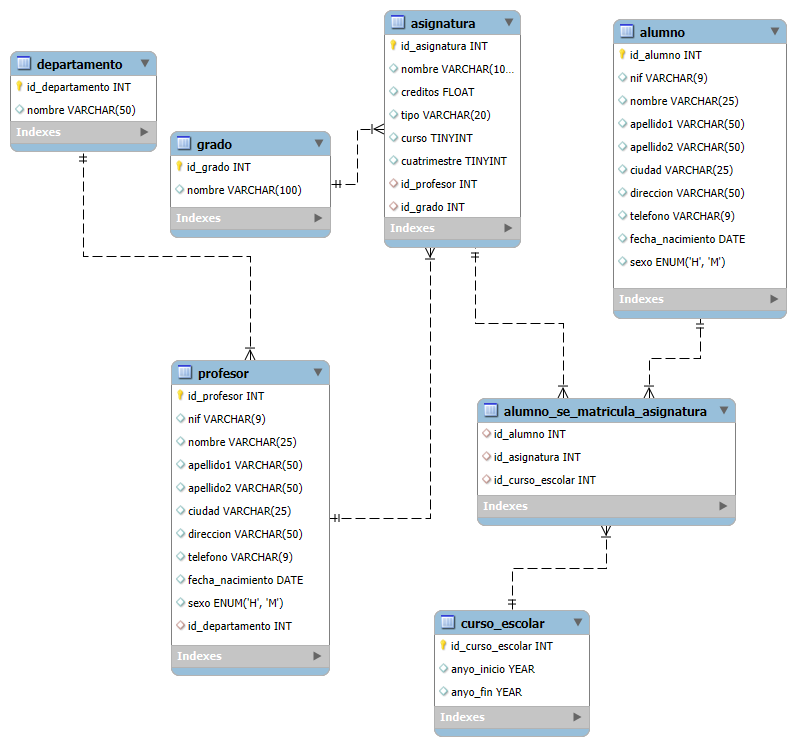 departamento
id_departamento INT
nombre VARCHAR(50)
Indexes
grado
id_grado INT
nombre VARCHAR(100)
Indexes
asignatura
id_asignatura INT
nombre VARCHAR(10...
creditos FLOAT
tipo VARCHAR(20)
curso TINYINT
cuatrimestre TINYINT
id_profesor INT
id_grado INT
Indexes
alumno
id_alumno INT
nif VARCHAR(9)
nombre VARCHAR(25)
apellido1 VARCHAR(50)
apellido2 VARCHAR(50)
ciudad VARCHAR(25)
direccion VARCHAR(50)
telefono VARCHAR(9)
fecha_nacimiento DATE
sexo ENUM('H', 'M')
Indexes
profesor
id_profesor INT
nif VARCHAR(9)
nombre VARCHAR(25)
apellido1 VARCHAR(50)
apellido2 VARCHAR(50)
ciudad VARCHAR(25)
direccion VARCHAR(50)
telefono VARCHAR(9)
fecha_nacimiento DATE
sexo ENUM('H', 'M')
id_departamento INT
Indexes
alumno_se_matricula_asignatura
id_alumno INT
id_asignatura INT
id_curso_escolar INT
Indexes
curso_escolar
id_curso_escolar INT
anyo_inicio YEAR
anyo_fin YEAR
Indexes